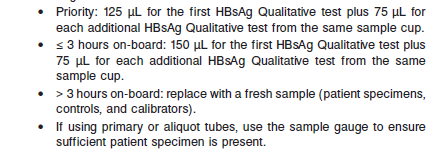 • Priority: 125 µL for the first HBsAg Qualitative test plus 75 µL for
each additional HBsAg Qualitative test from the same sample cup.
• ≤ 3 hours on-board: 150 µL for the first HBsAg Qualitative test plus
75 µL for each additional HBsAg Qualitative test from the same
sample cup.
• > 3 hours on-board: replace with a fresh sample (patient specimens,
controls, and calibrators).
• If using primary or aliquot tubes, use the sample gauge to ensure
sufficient patient specimen is present.